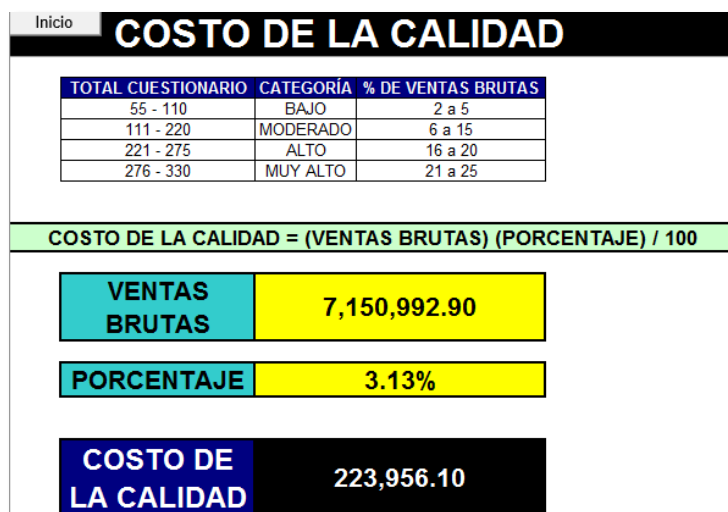 Inicio
COSTO DE LA CALIDAD
TOTAL CUESTIONARIO CATEGORÍA % DE VENTAS BRUTAS
55 - 110 BAJO 2 a 5
111 - 220 MODERADO 6 a 15
221 - 275 ALTO 16 a 20
276 - 330 MUY ALTO 21 a 25
COSTO DE LA CALIDAD = (VENTAS BRUTAS) (PORCENTAJE) / 100
VENTAS
BRUTAS
7,150,992.90
PORCENTAJE 3.13%
COSTO DE
LA CALIDAD
223,956.10